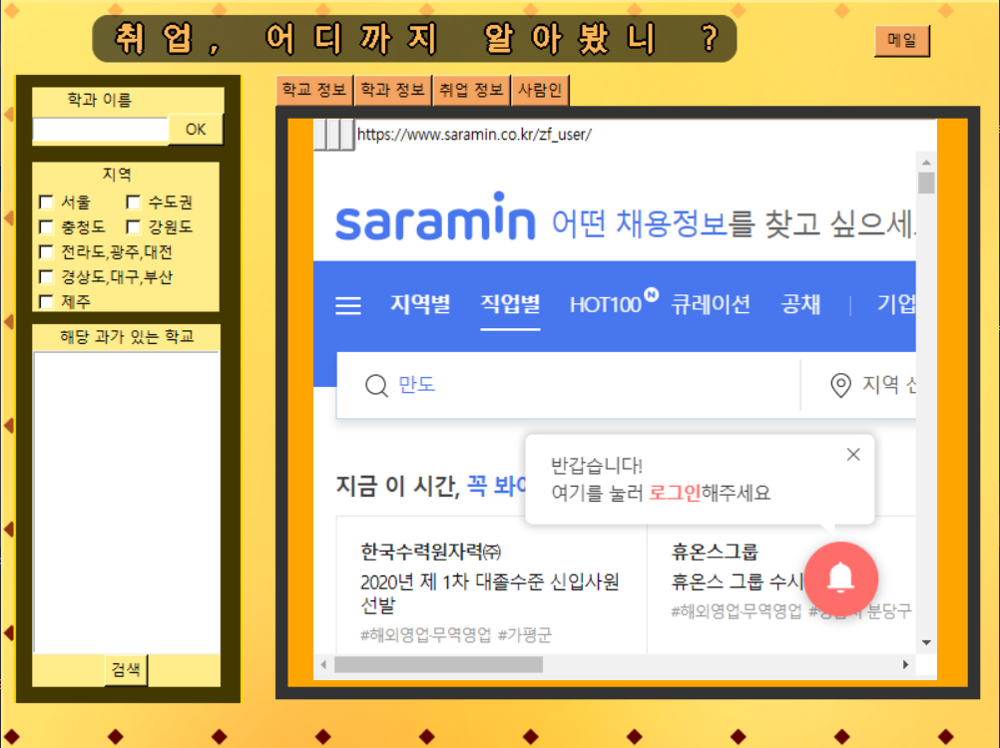 취업, 어디까지 알아봤니 ?
메일
학과 이름
OK
지역
서울 수도권
충청도 강원도
전라도,광주,대전
경상도,대구,부산
제주
해당 과가 있는 학교
검색
학교 정보 학과 정보 취업 정보 사람인
https://www.saramin.co.kr/zf_user/
saramin 어떤 채용정보를 찾고 싶으세
지역별 직업별 HOT100 N 큐레이션 공채 | 기업
만도 지역
반갑습니다!
여기를 눌러 로그인해주세요
지금 이 시간, 꼭
한국수력원자력㈜
2020년 제 1차 대졸수준 신입사원
선발
#해외영업·무역영업 #가평군
휴온스그룹
휴온스 그룹 수시
#해외영업·무역영업 분당구